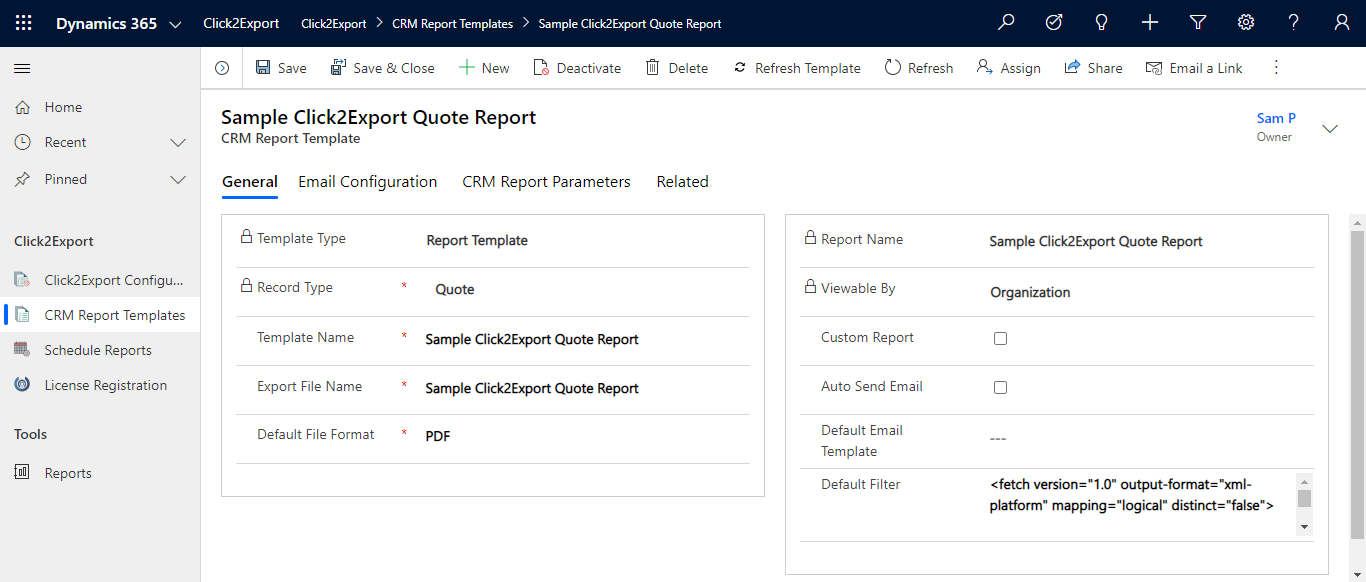 Dynamics 365 Click2Export Click2Export > CRM Report Templates > Sample Click2Export Quote Report
Save Save & Close New Deactivate Delete Refresh Template Refresh Assign Share Email a Link
Home
Recent
Pinned
Click2Export
Click2Export Configu...
CRM Report Templates
Schedule Reports
License Registration
Tools
Reports
Sample Click2Export Quote Report
CRM Report Template
Sam P
Owner
General Email Configuration CRM Report Parameters Related
Template Type Report Template
Record Type * Quote
Template Name * Sample Click2Export Quote Report
Export File Name * Sample Click2Export Quote Report
Default File Format * PDF
Report Name Sample Click2Export Quote Report
Viewable By Organization
Custom Report
Auto Send Email
Default Email
Template ---
Default Filter <fetch version="1.0" output-format="xml-
platform" mapping="logical" distinct="false">